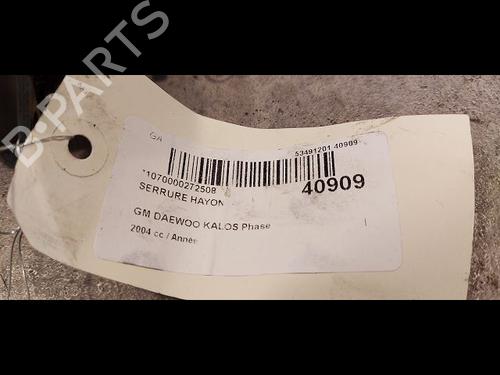 B-PARTS
GA
53491201 40909
*1070000272508
40909
SERRURE HAYON
GM DAEWOO KALOS Phase I
2004 cc / Année